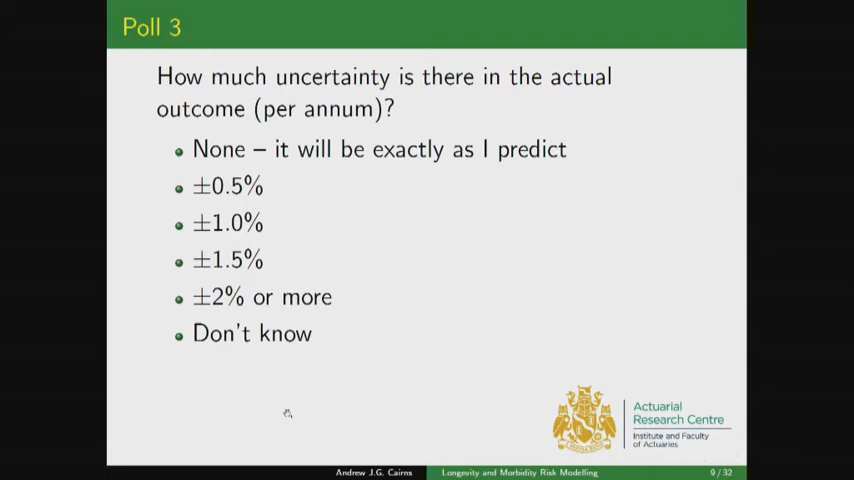 Poll 3
How much uncertainty is there in the actual
outcome (per annum)?
None – it will be exactly as I predict
±0.5%
±1.0%
±1.5%
±2% or more
Don't know
Actuarial
Research Centre
Institute and Faculty
of Actuaries
Andrew J.G. Cairns
Longevity and Morbidity Risk Modelling
9 / 32